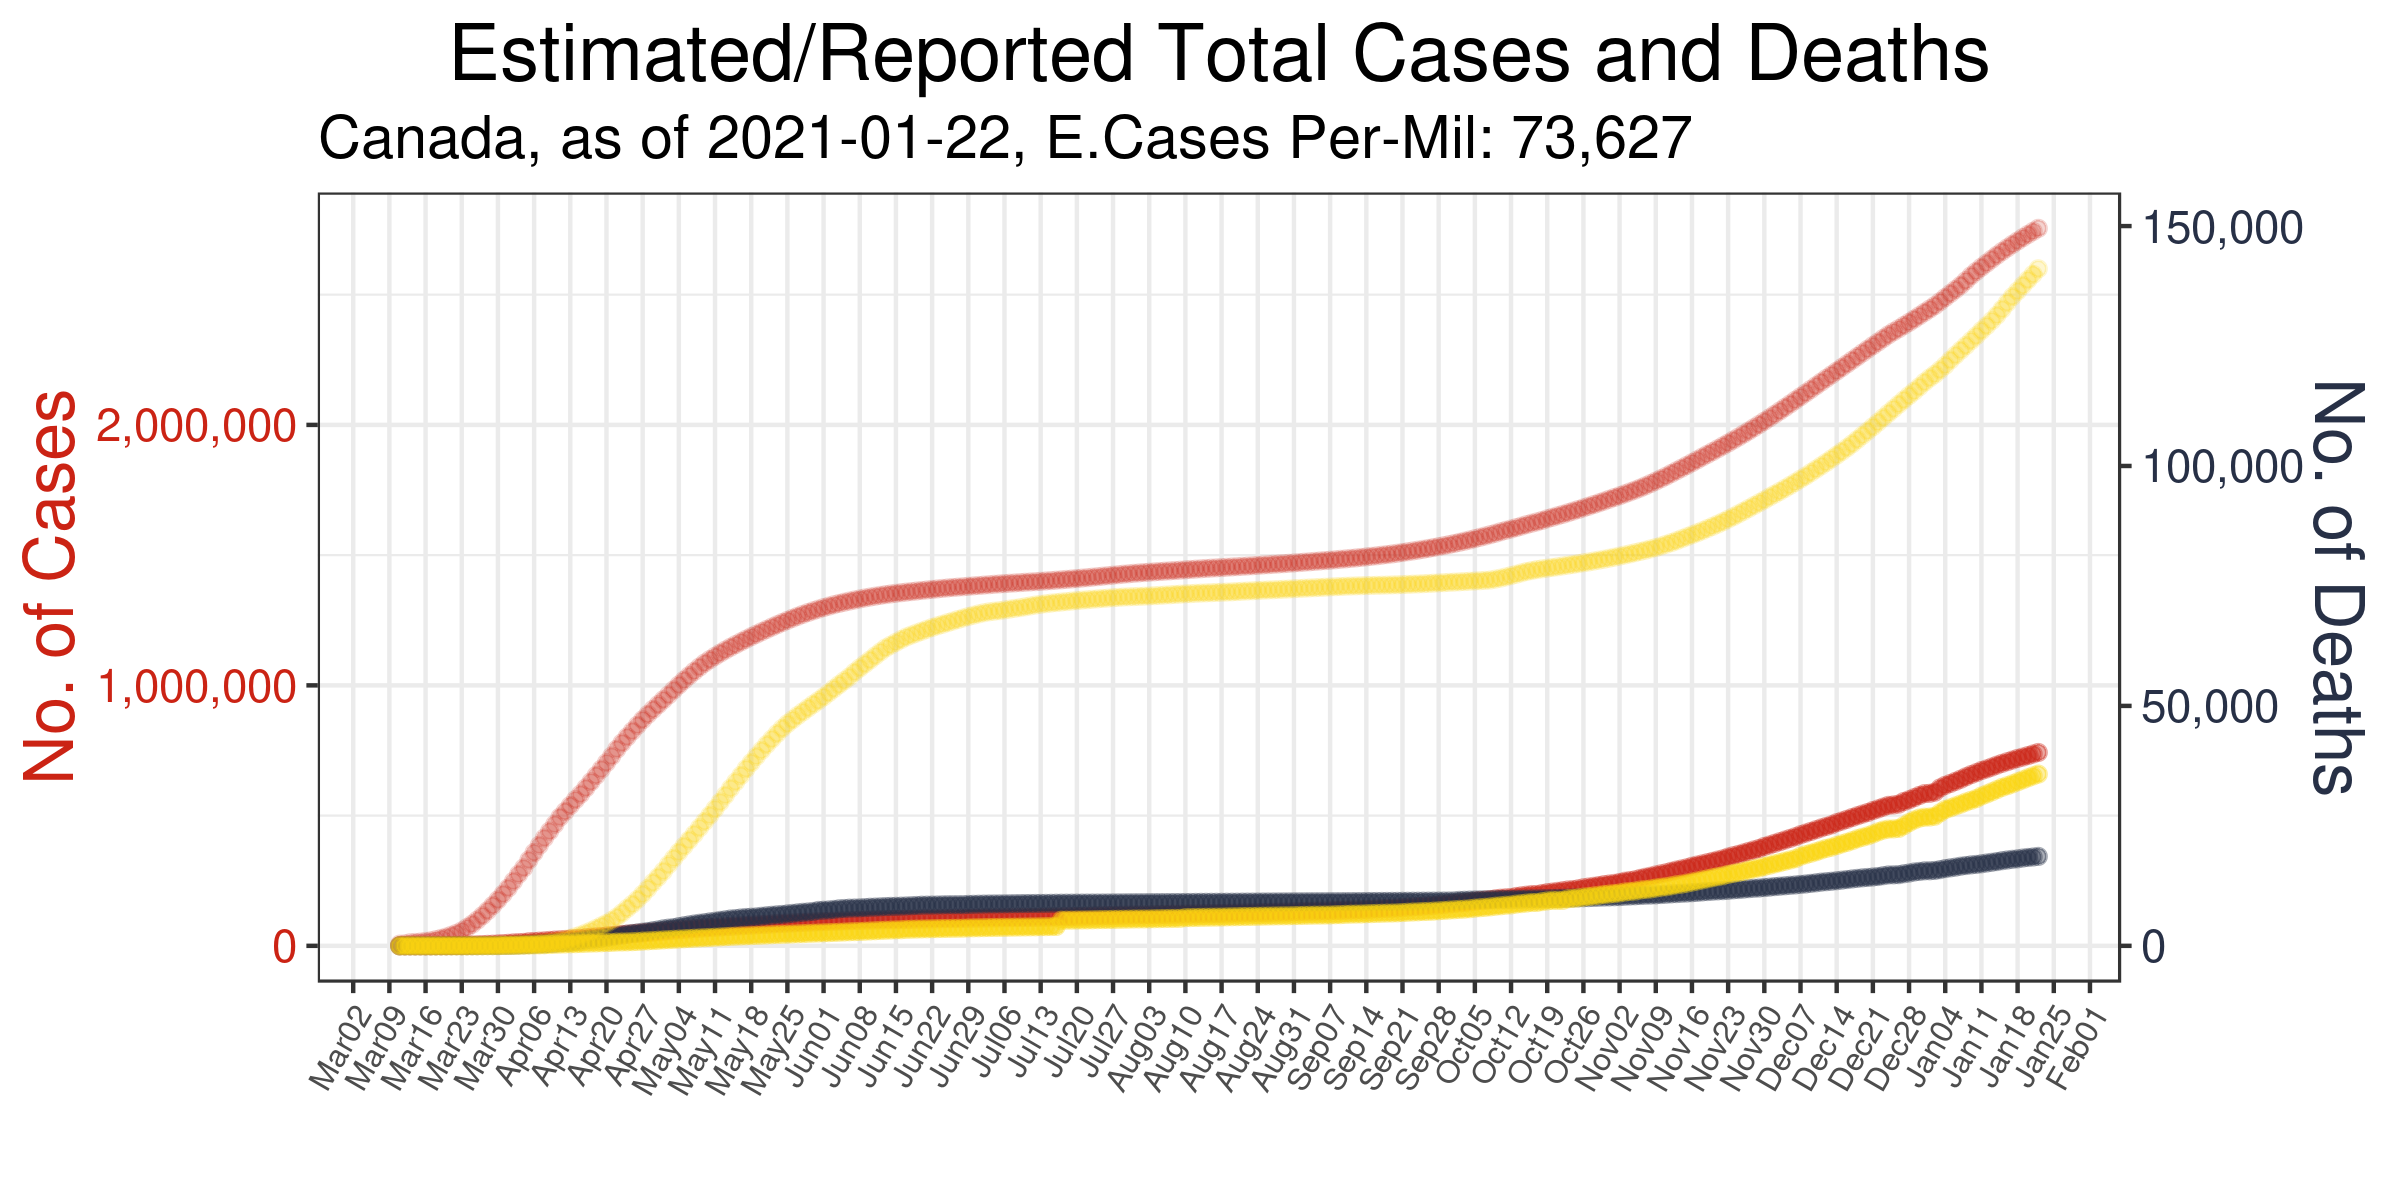 Estimated/Reported Total Cases and Deaths
Canada, as of 2021-01-22, E.Cases Per-Mil: 73,627
No. of Cases
2,000,000
1,000,000
0
150,000
100,000
50,000
0
No. of Deaths
Mar02
Mar09
Mar16
Mar23
Mar30
Apr06
Apr13
Apr20
Apr27
May04
May11
May18
May25
Jun01
Jun08
Jun15
Jun22
Jun29
Jul06
Jul13
Jul20
Jul27
Aug03
Aug10
Aug17
Aug24
Aug31
Sep07
Sep14
Sep21
Sep28
Oct05
Oct12
Oct19
Oct26
Nov02
Nov09
Nov16
Nov23
Nov30
Dec07
Dec14
Dec21
Dec28
Jan04
Jan11
Jan18
Jan25
Feb01